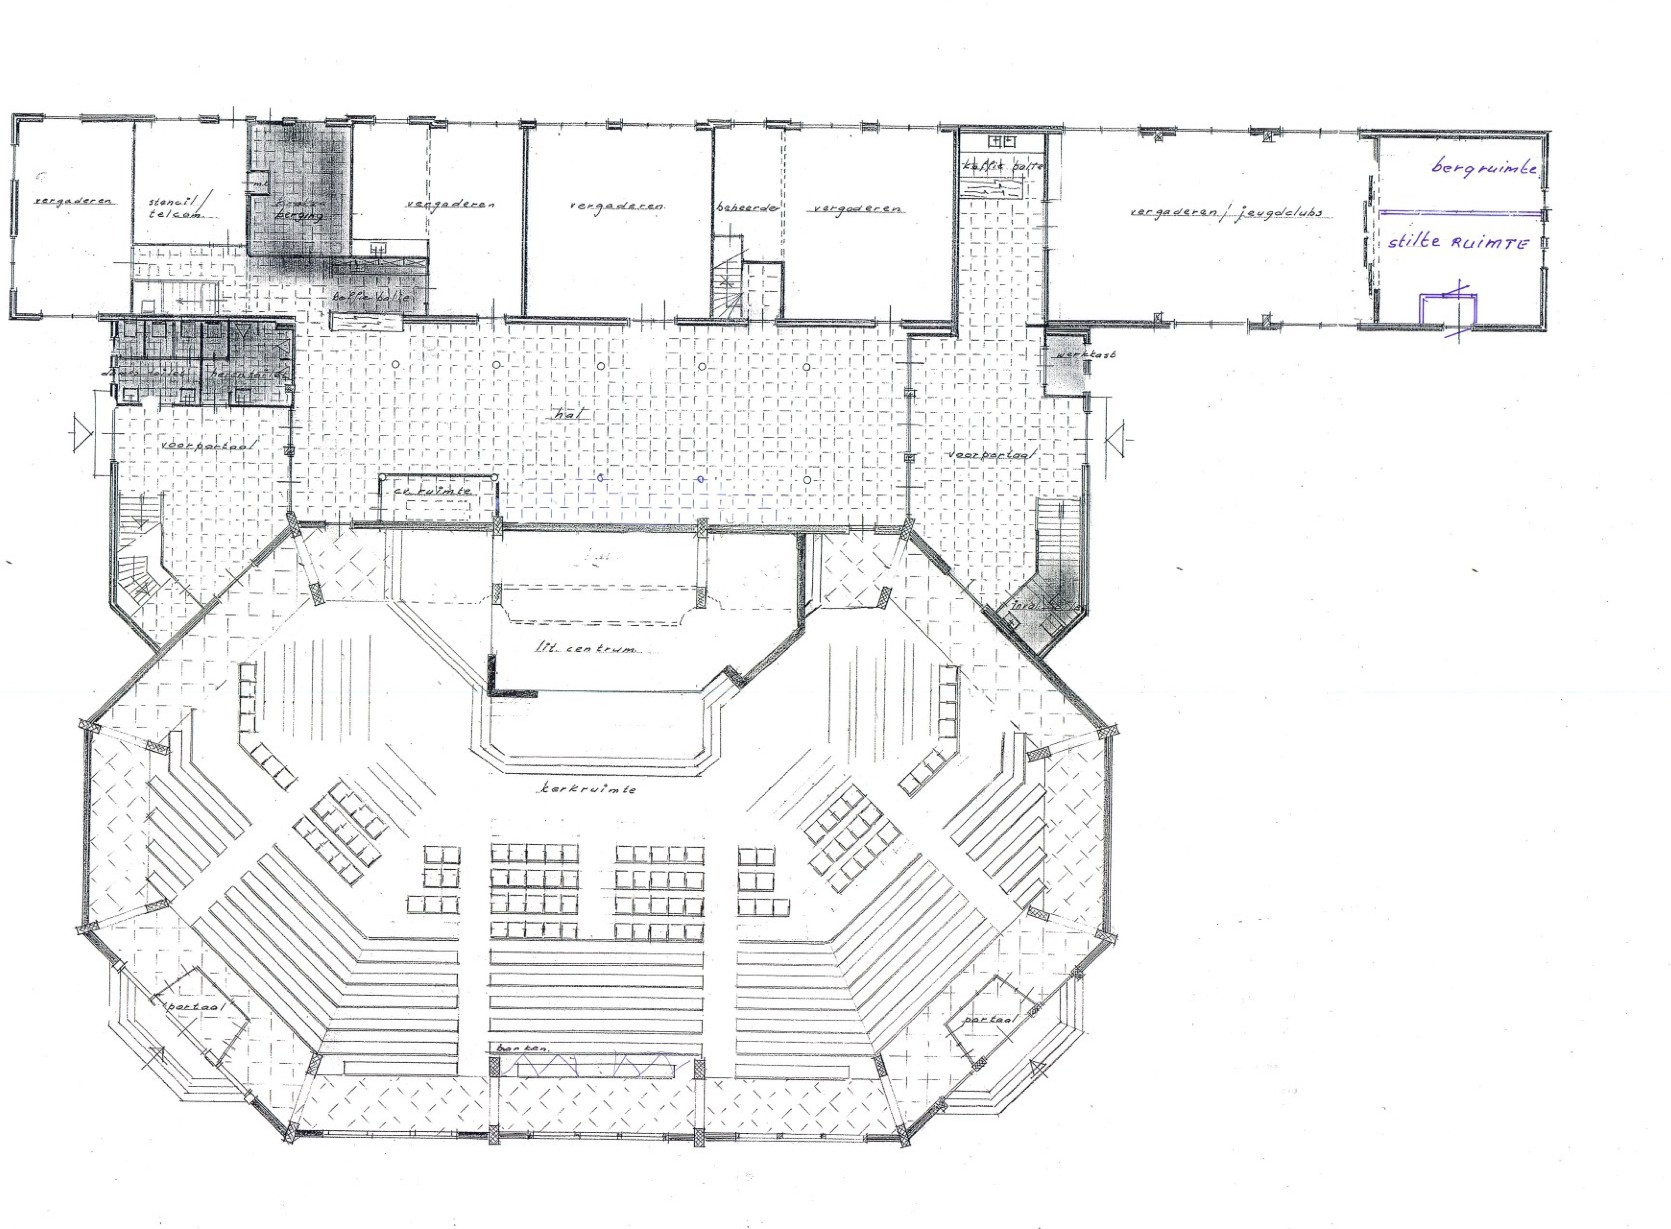 bergruimte
koffie balie
m.k.
vergaderen
stencil/
telcom.
berging
vergaderen
vergaderen
beheerder
vergaderen
vergaderen / jeugdclubs
stilte RUIMTE
koffie balie
werkkast
hal
voorportaal
voorportaal
c.v. ruimte
lit. centrum
kerkruimte
portaal
portaal
banken.